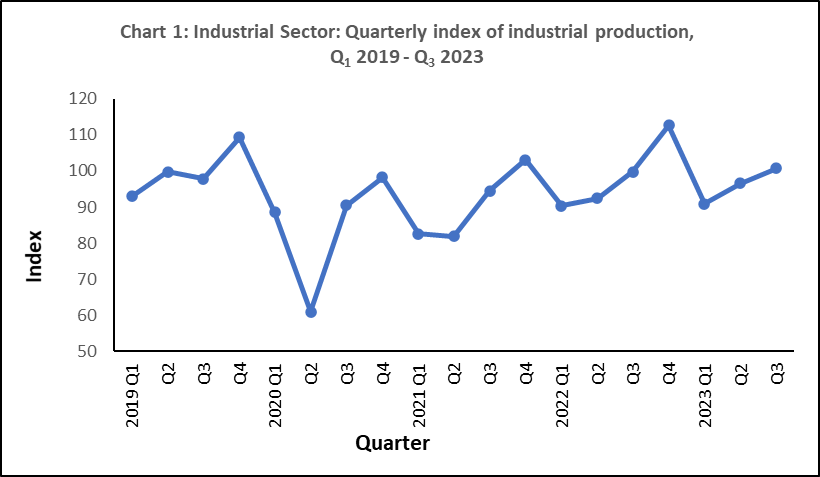 Chart 1: Industrial Sector: Quarterly index of industrial production,
Q1 2019 - Q3 2023
120
110
100
90
80
70
60
50
Index
2019 Q1
Q2
Q3
Q4
2020 Q1
Q2
Q3
Q4
2021 Q1
Q2
Q3
Q4
2022 Q1
Q2
Q3
Q4
2023 Q1
Q2
Q3
Quarter